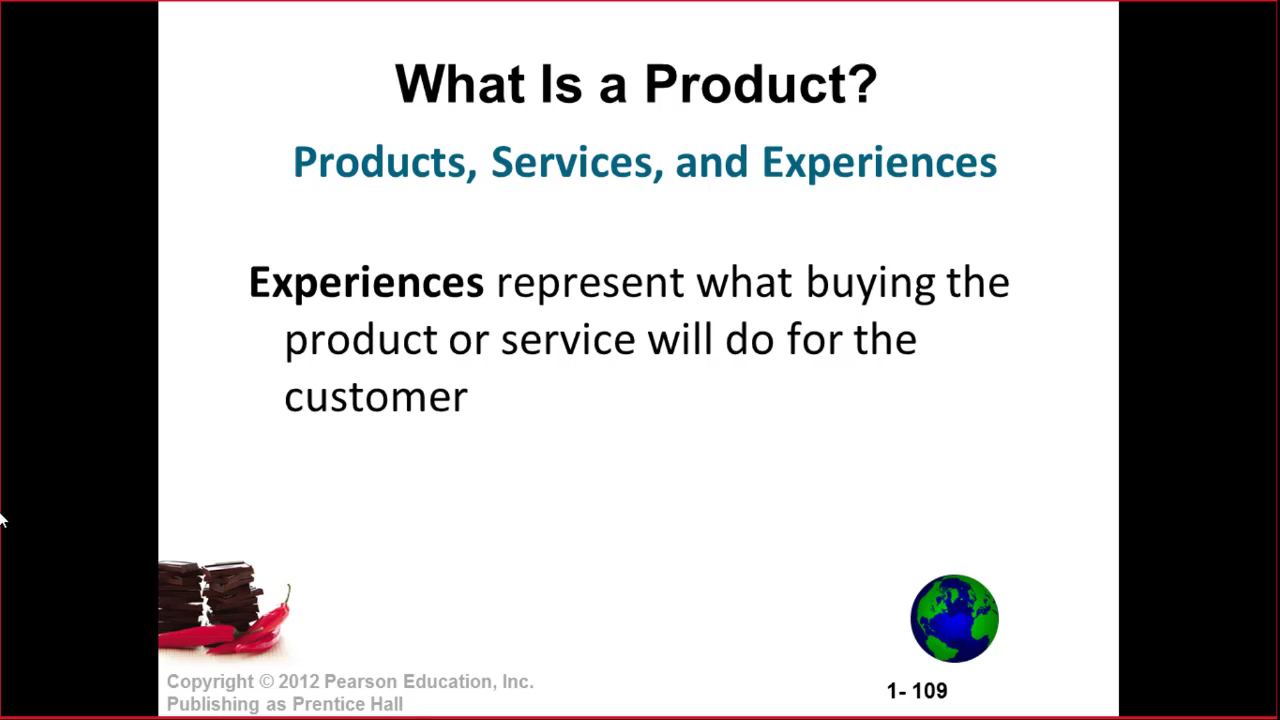 What Is a Product?
Products, Services, and Experiences
Experiences represent what buying the
product or service will do for the
customer
Copyright © 2012 Pearson Education, Inc.
Publishing as Prentice Hall
1- 109